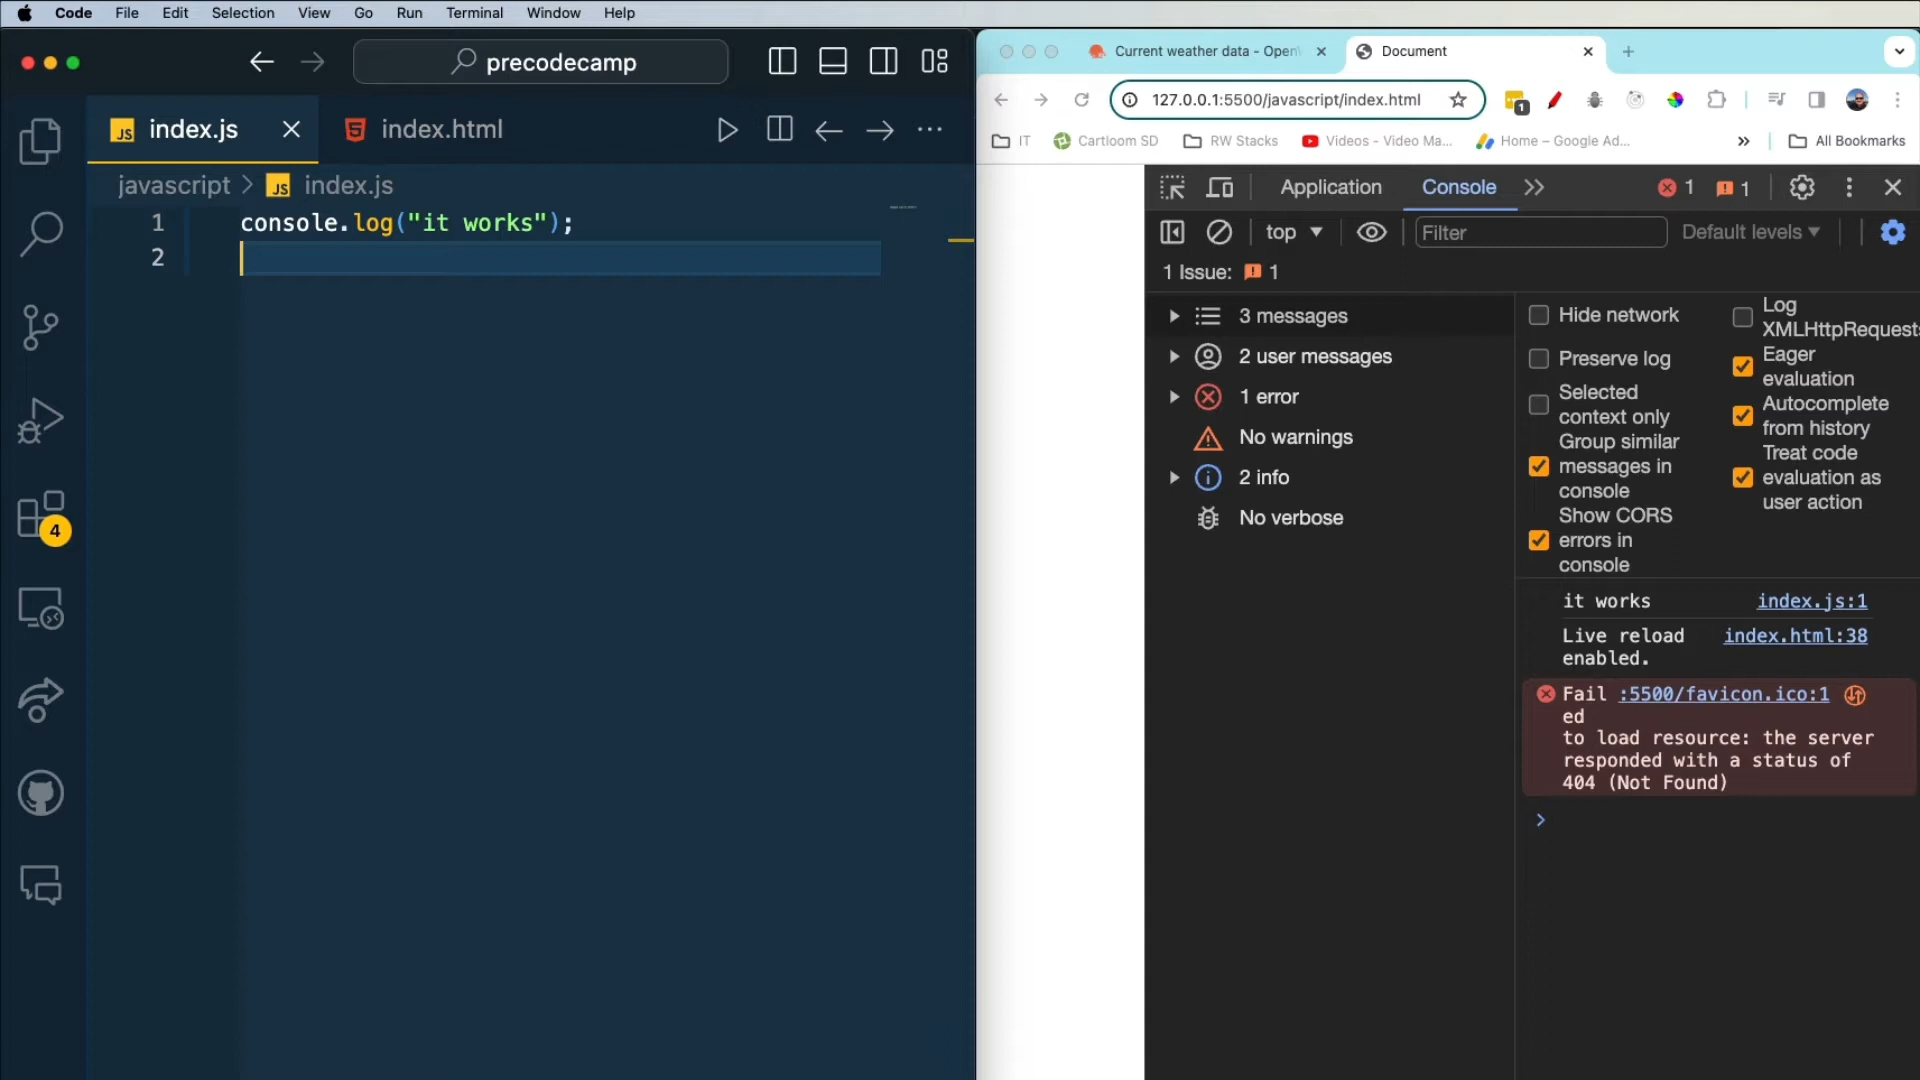 Code File Edit Selection View Go Run Terminal Window Help
precodecamp
JS index.js
index.html
javascript > JS index.js
1 console.log("it works");
2
4
Current weather data - Open
Document
127.0.0.1:5500/javascript/index.html
1
IT
Cartloom SD
RW Stacks
Videos - Video Ma...
Home – Google Ad...
All Bookmarks
Application Console
1 1
top
Filter
Default levels
1 Issue: 1
3 messages
2 user messages
1 error
No warnings
2 info
No verbose
Hide network
Preserve log
Selected
context only
Group similar
messages in
console
Show CORS
errors in
console
Log
XMLHttpRequests
Eager
evaluation
Autocomplete
from history
Treat code
evaluation as
user action
it works index.js:1
Live reload index.html:38
enabled.
Fail :5500/favicon.ico:1
ed
to load resource: the server
responded with a status of
404 (Not Found)